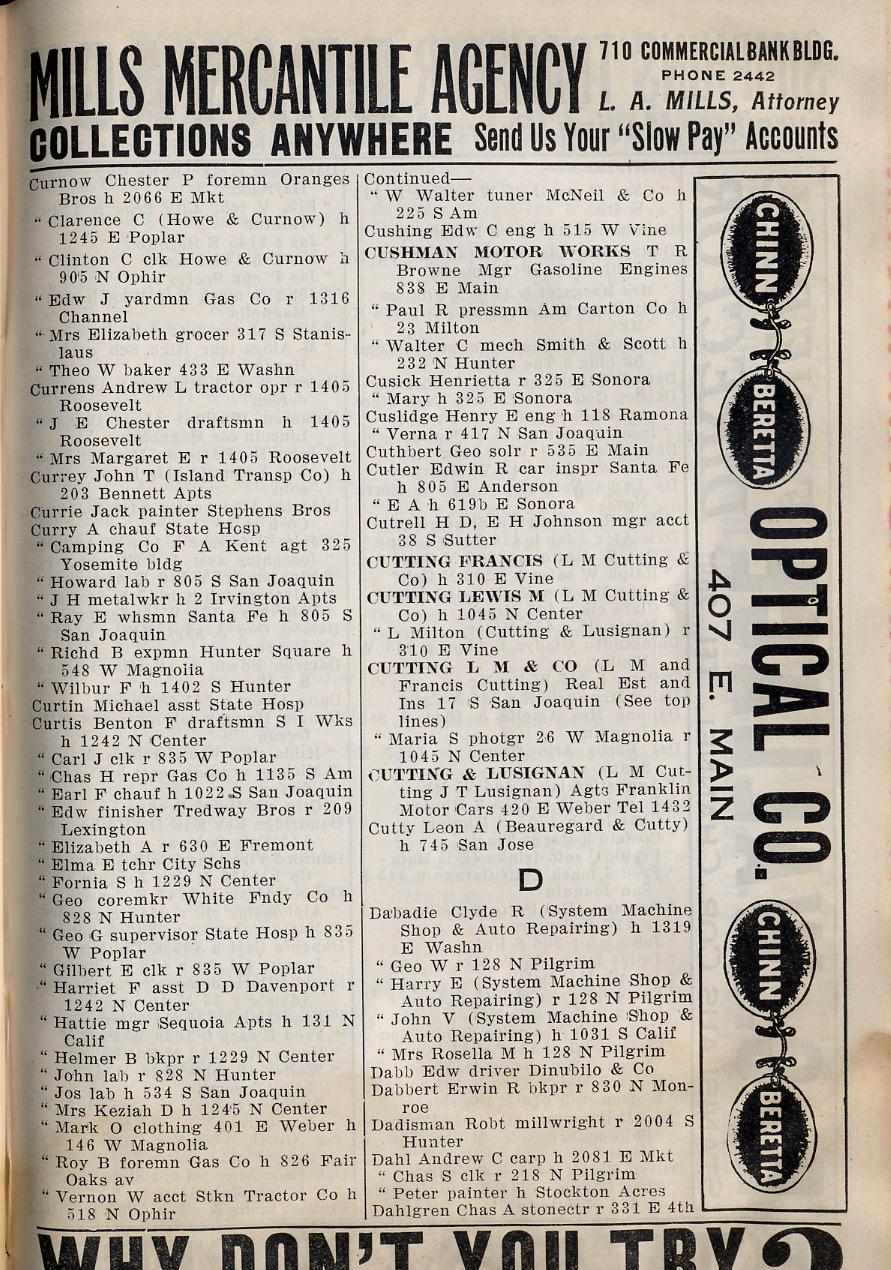 MILLS MERCANTILE AGENCY
710 COMMERCIAL BANK BLDG.
PHONE 2442
L. A. MILLS, Attorney
COLLECTIONS ANYWHERE Send Us Your "Slow Pay" Accounts
Curnow Chester P foremn Oranges
Bros h 2066 E Mkt
" Clarence C (Howe & Curnow) h
1245 E Poplar
" Clinton C clk Howe & Curnow h
905 N Ophir
" Edw J yardmn Gas Co r 1316
Channel
" Mrs Elizabeth grocer 317 S Stanis-
laus
" Theo W baker 433 E Washn
Currens Andrew L tractor opr r 1405
Roosevelt
" J E Chester draftsmn h 1405
Roosevelt
" Mrs Margaret E r 1405 Roosevelt
Currey John T (Island Transp Co) h
203 Bennett Apts
Currie Jack painter Stephens Bros
Curry A chauf State Hosp
" Camping Co F A Kent agt 325
Yosemite bldg
" Howard lab r 805 S San Joaquin
" J H metalwkr h 2 Irvington Apts
" Ray E whsmn Santa Fe h 805 S
San Joaquin
" Richd B expmn Hunter Square h
548 W Magnolia
" Wilbur F h 1402 S Hunter
Curtin Michael asst State Hosp
Curtis Benton F draftsmn S I Wks
h 1242 N Center
" Carl J clk r 835 W Poplar
" Chas H repr Gas Co h 1135 S Am
" Earl F chauf h 1022 S San Joaquin
" Edw finisher Tredway Bros r 209
Lexington
" Elizabeth A r 630 E Fremont
" Elma E tchr City Schs
" Fornia S h 1229 N Center
" Geo coremkr White Fndy Co h
828 N Hunter
" Geo G supervisor State Hosp h 835
W Poplar
" Gilbert E clk r 835 W Poplar
" Harriet F asst D D Davenport r
1242 N Center
" Hattie mgr Sequoia Apts h 131 N
Calif
" Helmer B bkpr r 1229 N Center
" John lab r 828 N Hunter
" Jos lab h 534 S San Joaquin
" Mrs Keziah D h 1245 N Center
" Mark O clothing 401 E Weber h
146 W Magnolia
" Roy B foremn Gas Co h 826 Fair
Oaks av
" Vernon W acct Stkn Tractor Co h
518 N Ophir
Continued—
" W Walter tuner McNeil & Co h
225 S Am
Cushing Edw C eng h 515 W Vine
CUSHMAN MOTOR WORKS T R
Browne Mgr Gasoline Engines
838 E Main
" Paul R pressmn Am Carton Co h
23 Milton
" Walter C mech Smith & Scott h
232 N Hunter
Cusick Henrietta r 325 E Sonora
" Mary h 325 E Sonora
Cuslidge Henry E eng h 118 Ramona
" Verna r 417 N San Joaquin
Cuthbert Geo solr r 535 E Main
Cutler Edwin R car inspr Santa Fe
h 805 E Anderson
" E A h 619b E Sonora
Cutrell H D, E H Johnson mgr acct
38 S Sutter
CUTTING FRANCIS (L M Cutting &
Co) h 310 E Vine
CUTTING LEWIS M (L M Cutting &
Co) h 1045 N Center
" L Milton (Cutting & Lusignan) r
310 E Vine
CUTTING L M & CO (L M and
Francis Cutting) Real Est and
Ins 17 S San Joaquin (See top
lines)
" Maria S photgr 26 W Magnolia r
1045 N Center
CUTTING & LUSIGNAN (L M Cut-
ting J T Lusignan) Agts Franklin
Motor Cars 420 E Weber Tel 1432
Cutty Leon A (Beauregard & Cutty)
h 745 San Jose
D
Dabadie Clyde R (System Machine
Shop & Auto Repairing) h 1319
E Washn
" Geo W r 128 N Pilgrim
" Harry E (System Machine Shop &
Auto Repairing) r 128 N Pilgrim
" John V (System Machine Shop &
Auto Repairing) h 1031 S Calif
" Mrs Rosella M h 128 N Pilgrim
Dabb Edw driver Dinubilo & Co
Dabbert Erwin R bkpr r 830 N Mon-
roe
Dadisman Robt millwright r 2004 S
Hunter
Dahl Andrew C carp h 2081 E Mkt
" Chas S clk r 218 N Pilgrim
" Peter painter h Stockton Acres
Dahlgren Chas A stonectr r 331 E 4th
CHINN
BERETTA
OPTICAL CO.
407 E. MAIN
CHINN
BERETTA
WHY DON'T YOU TRY?